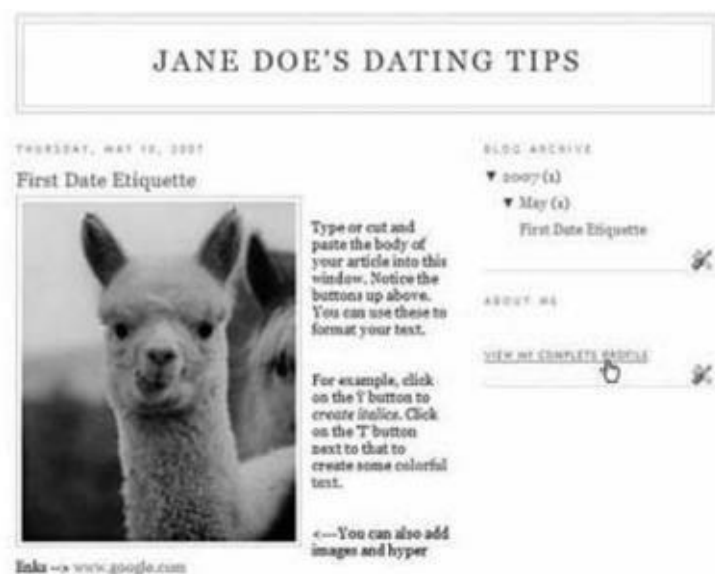 JANE DOE'S DATING TIPS
THURSDAY, MAY 10, 2007
First Date Etiquette
Type or cut and
paste the body of
your article into this
window. Notice the
buttons up above.
You can use these to
format your text.
For example, click
on the 'i' button to
create italics. Click
on the 'T' button
next to that to
create some colorful
text.
<---You can also add
images and hyper
links --> www.google.com
BLOG ARCHIVE
▼ 2007 (1)
▼ May (1)
First Date Etiquette
ABOUT ME
VIEW MY COMPLETE PROFILE